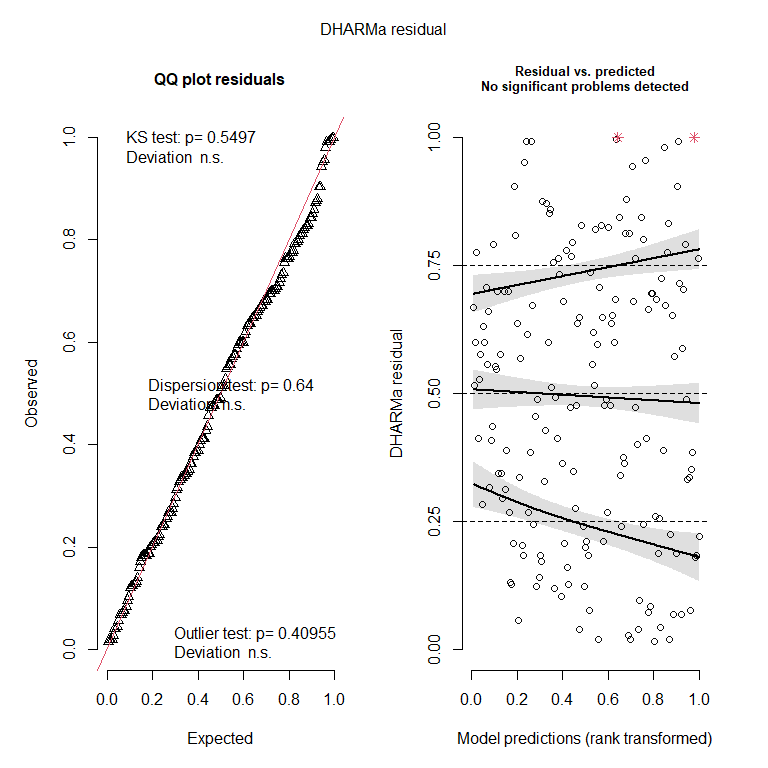 DHARMa residual
QQ plot residuals
KS test: p= 0.5497
Deviation n.s.
Dispersion test: p= 0.64
Deviation n.s.
Outlier test: p= 0.40955
Deviation n.s.
Observed
0.0 0.2 0.4 0.6 0.8 1.0
0.0 0.2 0.4 0.6 0.8 1.0
Expected
Residual vs. predicted
No significant problems detected
DHARMa residual
0.00 0.25 0.50 0.75 1.00
0.0 0.2 0.4 0.6 0.8 1.0
Model predictions (rank transformed)